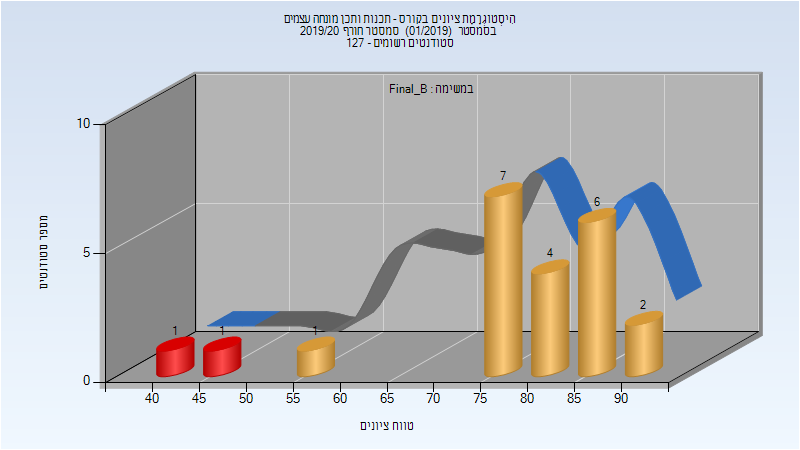 היסטוגרמת ציונים בקורס - תכנות ותכן מונחה עצמים
בסמסטר (01/2019) סמסטר חורף 2019/20
סטודנטים רשומים - 127
במשימה : Final_B
מספר סטודנטים
10
5
0
1
1
1
7
4
6
2
40 45 50 55 60 65 70 75 80 85 90
טווח ציונים